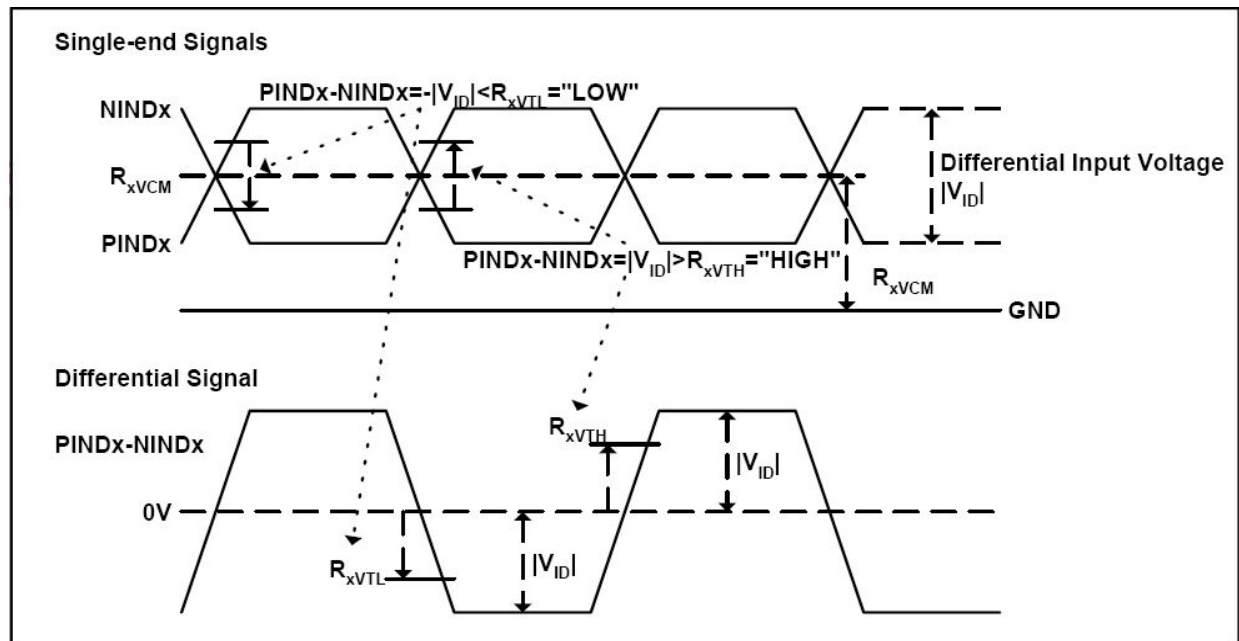 Single-end Signals
PINDx-NINDx=-|VID|<RxVTL="LOW"
NINDx
RxVCM
Differential Input Voltage
|VID|
PINDx
PINDx-NINDx=|VID|>RxVTH="HIGH"
RxVCM
GND
Differential Signal
RxVTH
PINDx-NINDx
|VID|
0V
RxVTL
|VID|